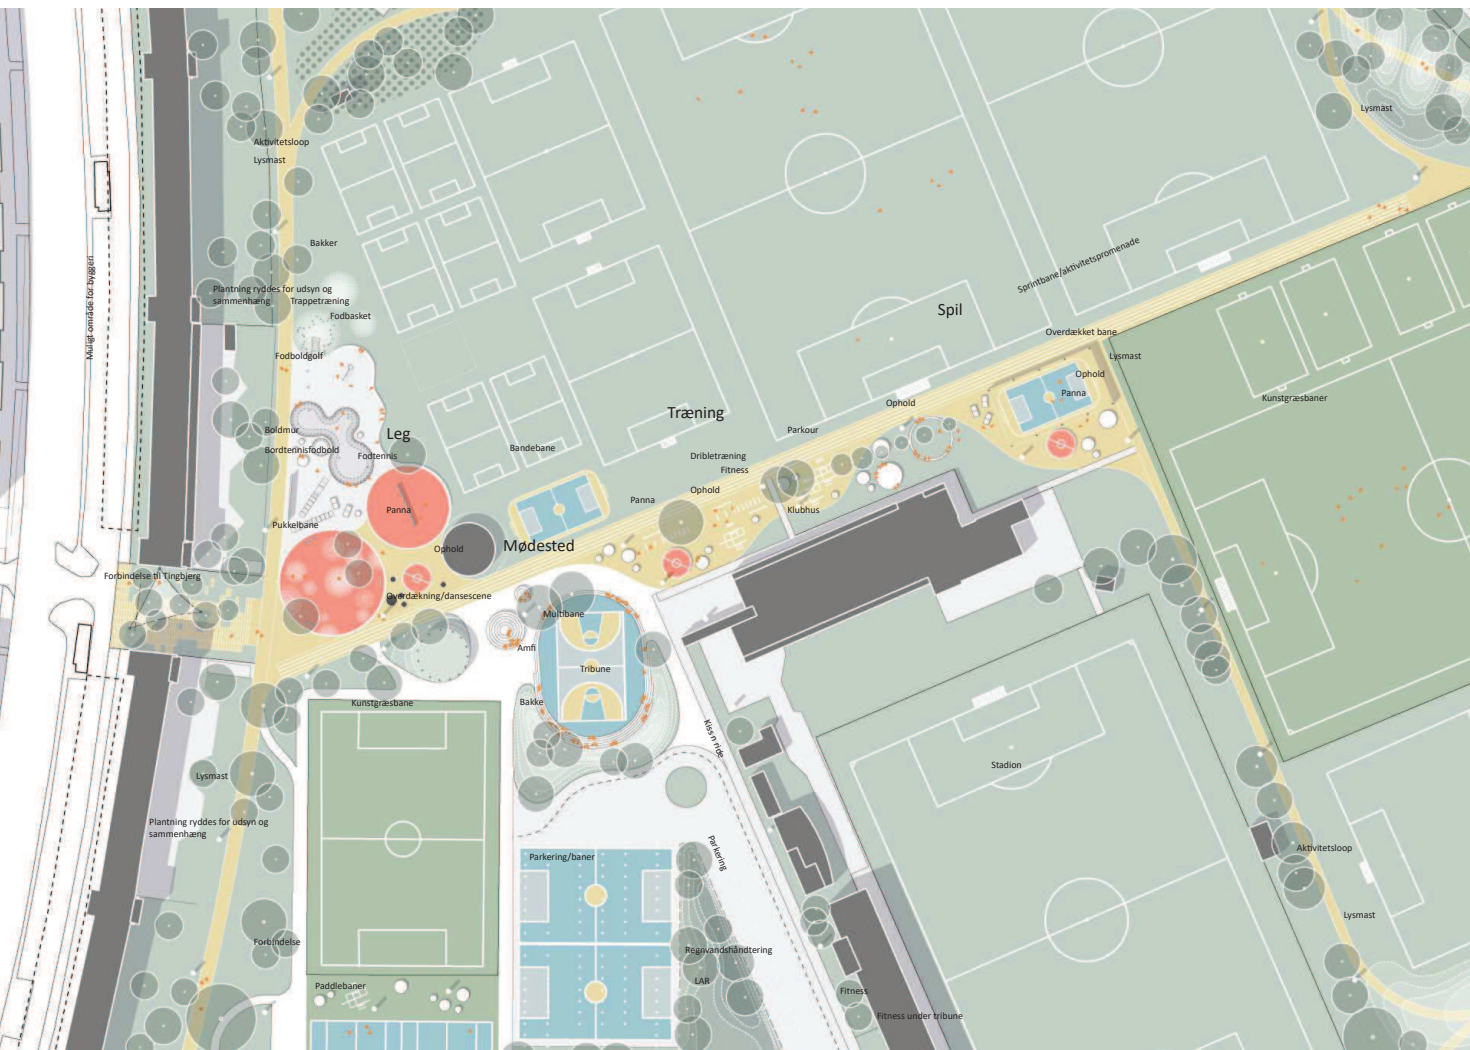 Lysmast
Aktivitetsloop
Lysmast
Bakker
Sprintbane/aktivitetspromenade
Muligt område for byggeri
Plantning ryddes for udsyn og
sammenhæng
Trappetræning
Fodbasket
Spil
Overdækket bane
Fodboldgolf
Lysmast
Ophold
Panna
Kunstgræsbaner
Ophold
Træning
Boldmur
Leg
Parkour
Bordtennisfodbold
Fodtennis
Bandebane
Dribletræning
Fitness
Ophold
Panna
Panna
Klubhus
Pukkelbane
Ophold
Mødested
Forbindelse til Tingbjerg
Overdækning/dansescene
Multibane
Amfi
Tribune
Kunstgræsbane
Bakke
Kiss'n ride
Stadion
Lysmast
Plantning ryddes for udsyn og
sammenhæng
Parkering/baner
Parkering
Aktivitetsloop
Lysmast
Forbindelse
Regnvandshåndtering
LAR
Paddlebaner
Fitness
Fitness under tribune